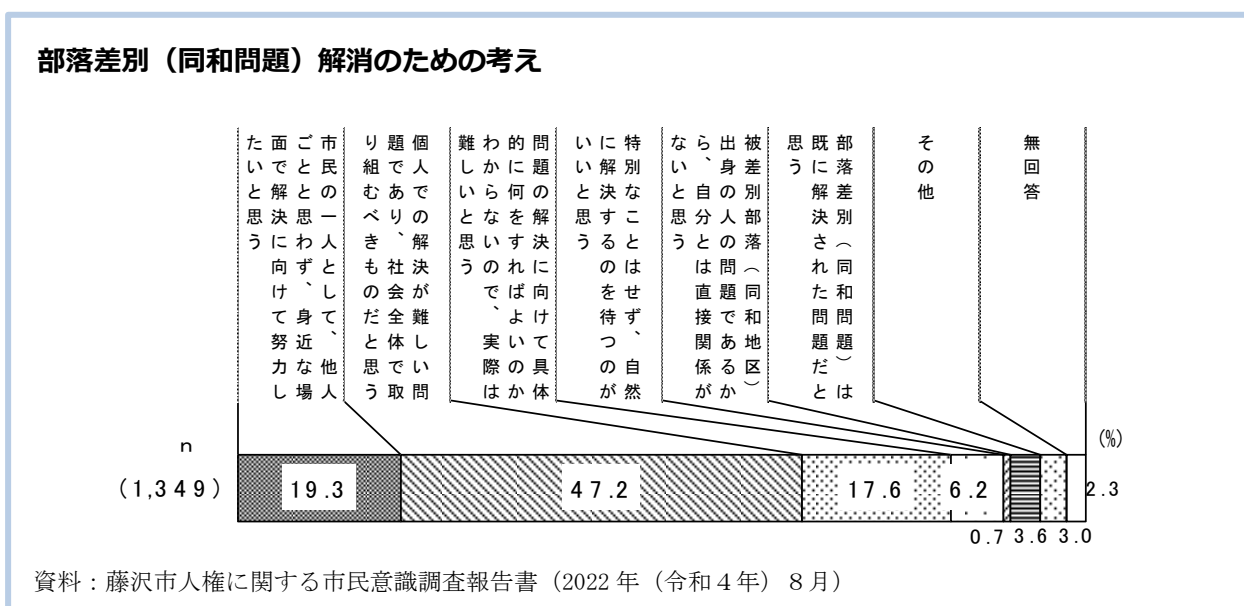 部落差別（同和問題）解消のための考え
市民の一人として、他人
ごとと思わず、身近な場
面で解決に向けて努力し
たいと思う
個人での解決が難しい問
題であり、社会全体で取
り組むべきものだと思う
問題の解決に向けて具体
的に何をすればよいのか
わからないので、実際は
難しいと思う
特別なことはせず、自然
に解決するのを待つのが
いいと思う
被差別部落（同和地区）
出身の人の問題であるか
ら、自分とは直接関係が
ないと思う
部落差別（同和問題）は
既に解決された問題だと
思う
その他
無回答
(%)
n
(1,349)
19.3
47.2
17.6
6.2
2.3
0.7
3.6
3.0
資料：藤沢市人権に関する市民意識調査報告書（2022年（令和４年）８月）